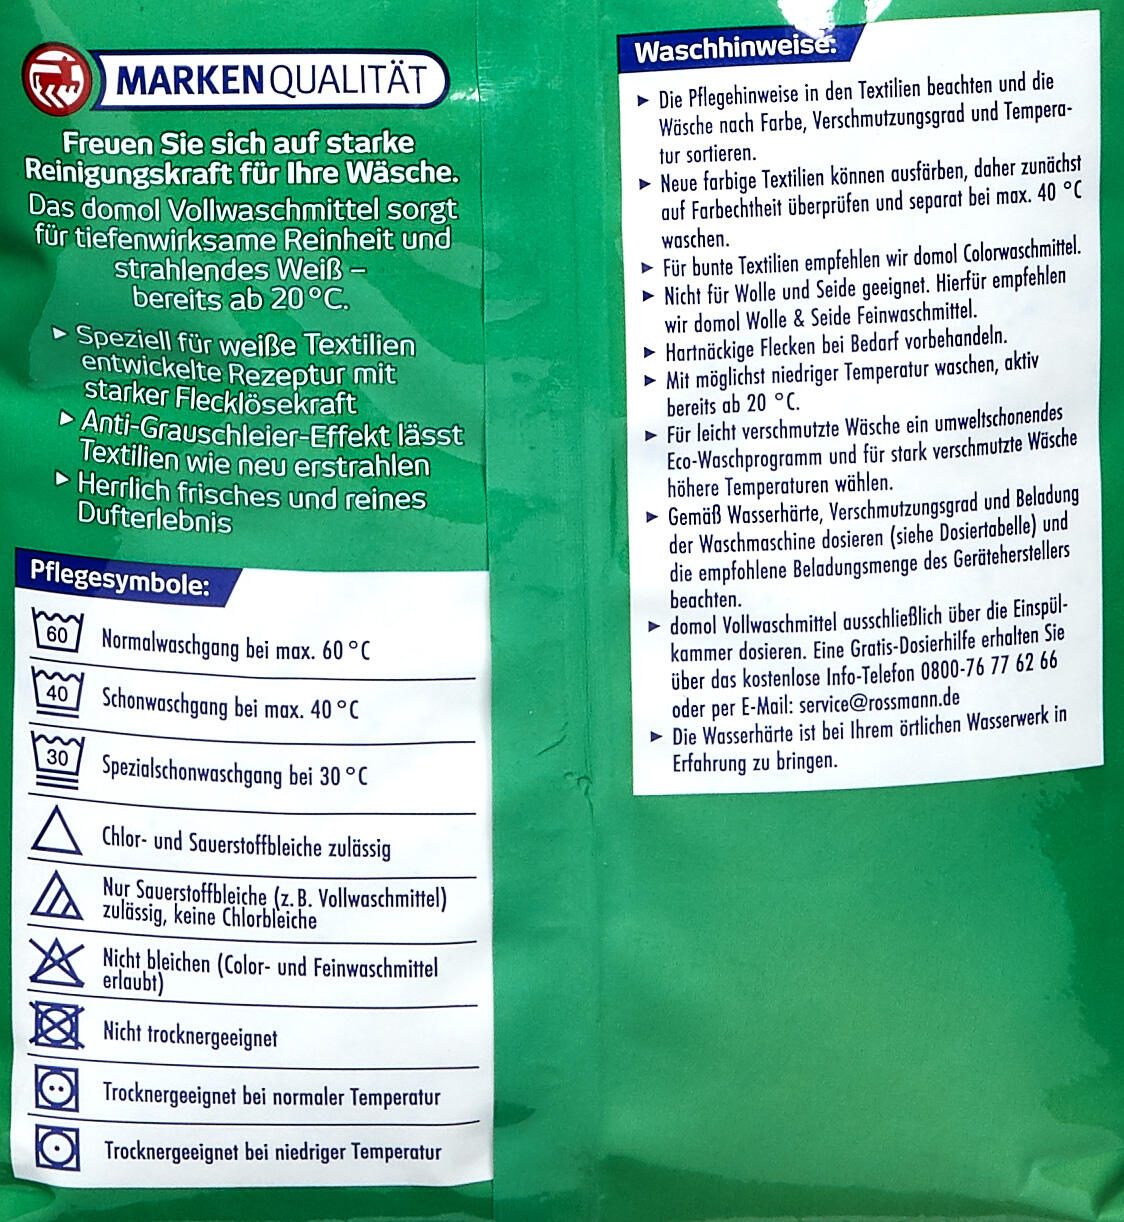 MARKENQUALITÄT
Freuen Sie sich auf starke
Reinigungskraft für Ihre Wäsche.
Das domol Vollwaschmittel sorgt
für tiefenwirksame Reinheit und
strahlendes Weiß –
bereits ab 20 °C.
► Speziell für weiße Textilien
entwickelte Rezeptur mit
starker Flecklösekraft
► Anti-Grauschleier-Effekt lässt
Textilien wie neu erstrahlen
► Herrlich frisches und reines
Dufterlebnis
Pflegesymbole:
60 Normalwaschgang bei max. 60 °C
40 Schonwaschgang bei max. 40 °C
30 Spezialschonwaschgang bei 30 °C
Chlor- und Sauerstoffbleiche zulässig
Nur Sauerstoffbleiche (z. B. Vollwaschmittel)
zulässig, keine Chlorbleiche
Nicht bleichen (Color- und Feinwaschmittel
erlaubt)
Nicht trocknergeeignet
Trocknergeeignet bei normaler Temperatur
Trocknergeeignet bei niedriger Temperatur
Waschhinweise:
► Die Pflegehinweise in den Textilien beachten und die
Wäsche nach Farbe, Verschmutzungsgrad und Tempera-
tur sortieren.
► Neue farbige Textilien können ausfärben, daher zunächst
auf Farbechtheit überprüfen und separat bei max. 40 °C
waschen.
► Für bunte Textilien empfehlen wir domol Colorwaschmittel.
► Nicht für Wolle und Seide geeignet. Hierfür empfehlen
wir domol Wolle & Seide Feinwaschmittel.
► Hartnäckige Flecken bei Bedarf vorbehandeln.
► Mit möglichst niedriger Temperatur waschen, aktiv
bereits ab 20 °C.
► Für leicht verschmutzte Wäsche ein umweltschonendes
Eco-Waschprogramm und für stark verschmutzte Wäsche
höhere Temperaturen wählen.
► Gemäß Wasserhärte, Verschmutzungsgrad und Beladung
der Waschmaschine dosieren (siehe Dosiertabelle) und
die empfohlene Beladungsmenge des Geräteherstellers
beachten.
► domol Vollwaschmittel ausschließlich über die Einspül-
kammer dosieren. Eine Gratis-Dosierhilfe erhalten Sie
über das kostenlose Info-Telefon 0800-76 77 62 66
oder per E-Mail: service@rossmann.de
► Die Wasserhärte ist bei Ihrem örtlichen Wasserwerk in
Erfahrung zu bringen.